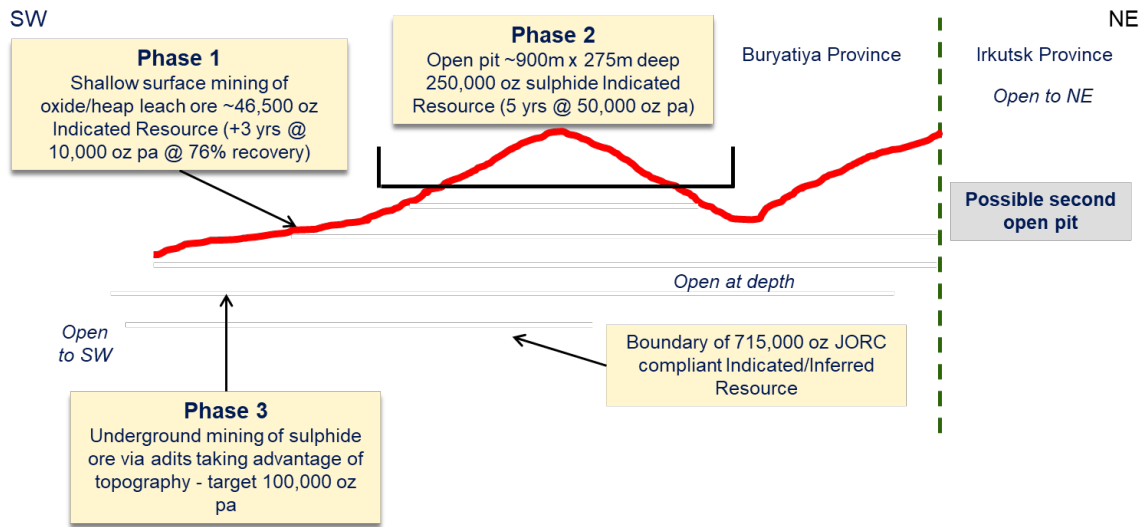 SW
NE
Phase 1
Shallow surface mining of
oxide/heap leach ore ~46,500 oz
Indicated Resource (+3 yrs @
10,000 oz pa @ 76% recovery)
Phase 2
Open pit ~900m x 275m deep
250,000 oz sulphide Indicated
Resource (5 yrs @ 50,000 oz pa)
Buryatiya Province
Irkutsk Province
Open to NE
Possible second
open pit
Open at depth
Open
to SW
Boundary of 715,000 oz JORC
compliant Indicated/Inferred
Resource
Phase 3
Underground mining of sulphide
ore via adits taking advantage of
topography - target 100,000 oz
pa